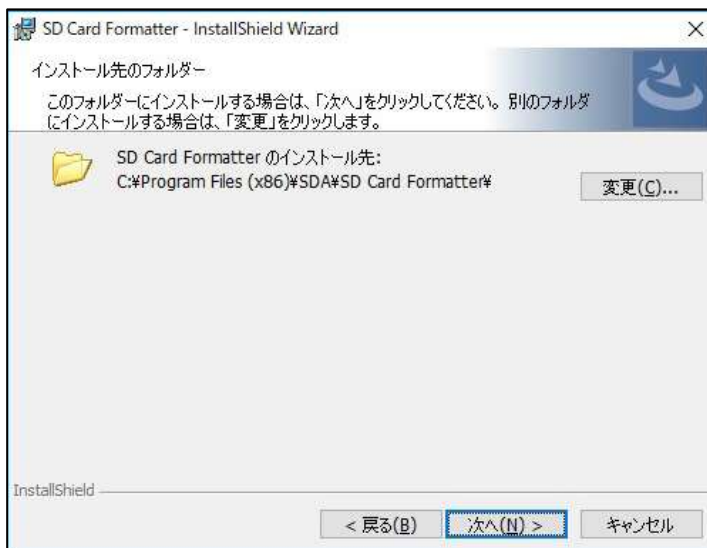 SD Card Formatter - InstallShield Wizard
インストール先のフォルダー
このフォルダーにインストールする場合は、「次へ」をクリックしてください。別のフォルダ
にインストールする場合は、「変更」をクリックします。
SD Card Formatter のインストール先:
C:¥Program Files (x86)¥SDA¥SD Card Formatter¥
変更(C)...
InstallShield
< 戻る(B)
次へ(N) >
キャンセル